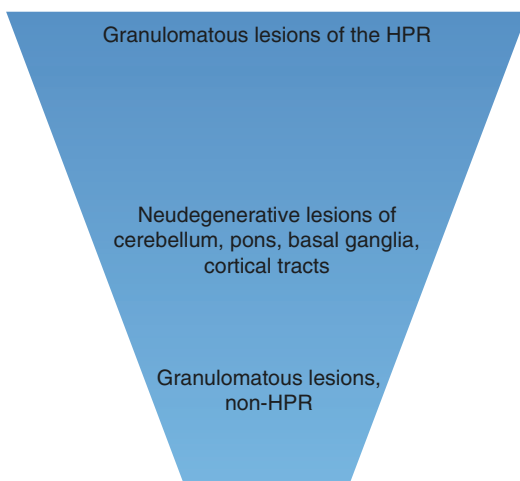 Granulomatous lesions of the HPR
Neudegenerative lesions of
cerebellum, pons, basal ganglia,
cortical tracts
Granulomatous lesions,
non-HPR